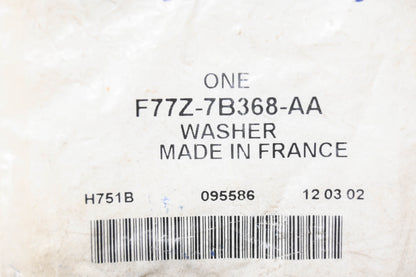 ONE
F77Z-7B368-AA
WASHER
MADE IN FRANCE
H751B 095586 12 03 02